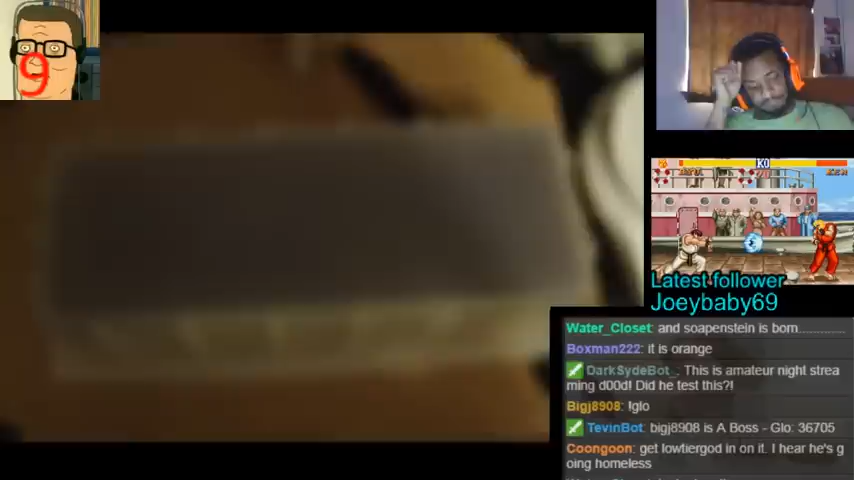 9
KO
KEN
Latest follower
Joeybaby69
Water_Closet: and soapenstein is born..............
Boxman222: it is orange
DarkSydeBot_: This is amateur night strea
ming d00d! Did he test this?!
Bigj8908: !glo
TevinBot: bigj8908 is A Boss - Glo: 36705
Coongoon: get lowtiergod in on it. I hear he's g
oing homeless